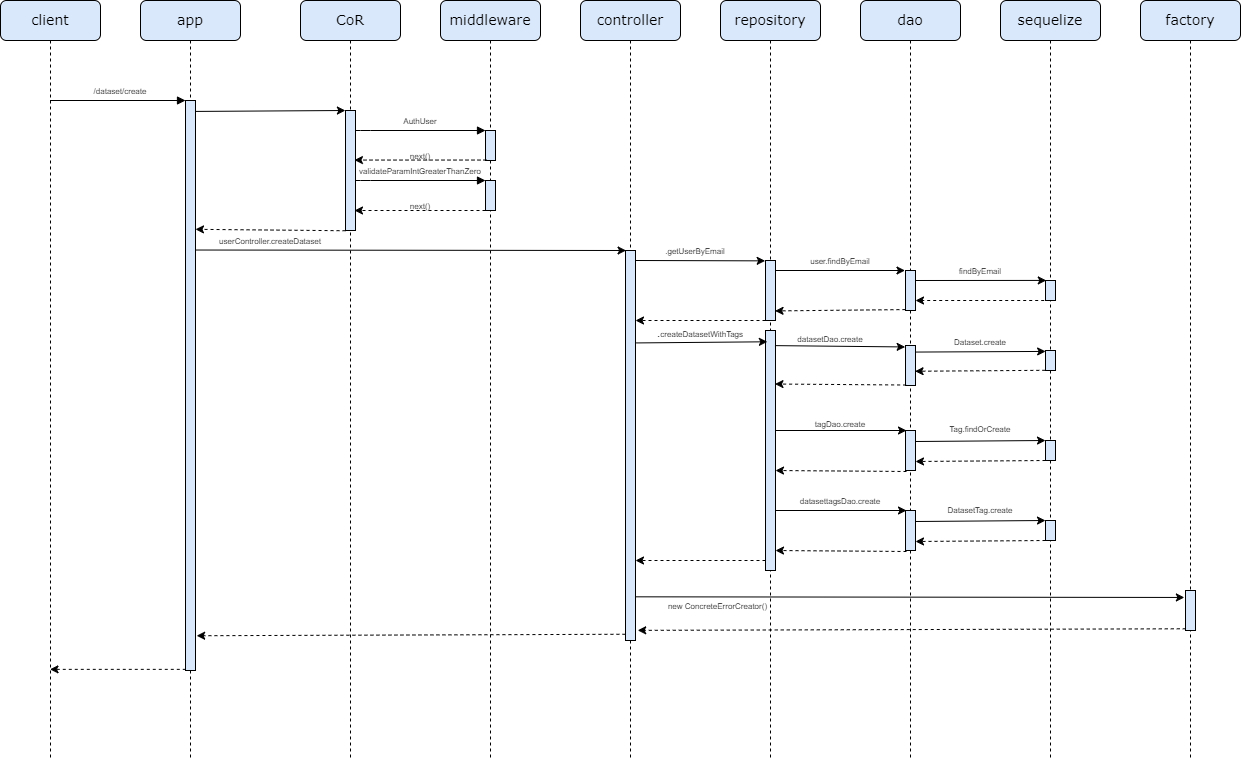 client
app
CoR
middleware
controller
repository
dao
sequelize
factory
/dataset/create
AuthUser
next()
validateParamIntGreaterThanZero
next()
userController.createDataset
.getUserByEmail
user.findByEmail
findByEmail
.createDatasetWithTags
datasetDao.create
Dataset.create
tagDao.create
Tag.findOrCreate
datasettagsDao.create
DatasetTag.create
new ConcreteErrorCreator()